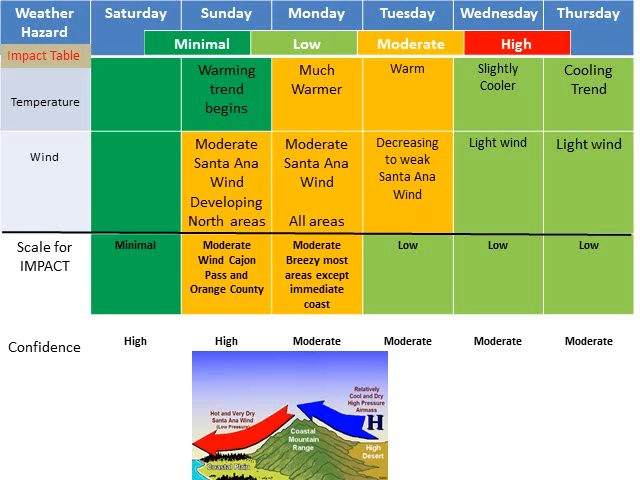 Weather
Hazard
Saturday
Sunday
Monday
Tuesday
Wednesday
Thursday
Minimal
Low
Moderate
High
Impact Table
Temperature
Warming
trend
begins
Much
Warmer
Warm
Slightly
Cooler
Cooling
Trend
Wind
Moderate
Santa Ana
Wind
Developing
North areas
Moderate
Santa Ana
Wind
All areas
Decreasing
to weak
Santa Ana
Wind
Light wind
Light wind
Scale for
IMPACT
Minimal
Moderate
Wind Cajon
Pass and
Orange County
Moderate
Breezy most
areas except
immediate
coast
Low
Low
Low
Confidence
High
High
Moderate
Moderate
Moderate
Moderate
Relatively
Cool and Dry
High Pressure
Airmass
H
Hot and Very Dry
Santa Ana Wind
(Low Pressure)
Coastal
Mountain
Range
High
Desert
Coastal Plain